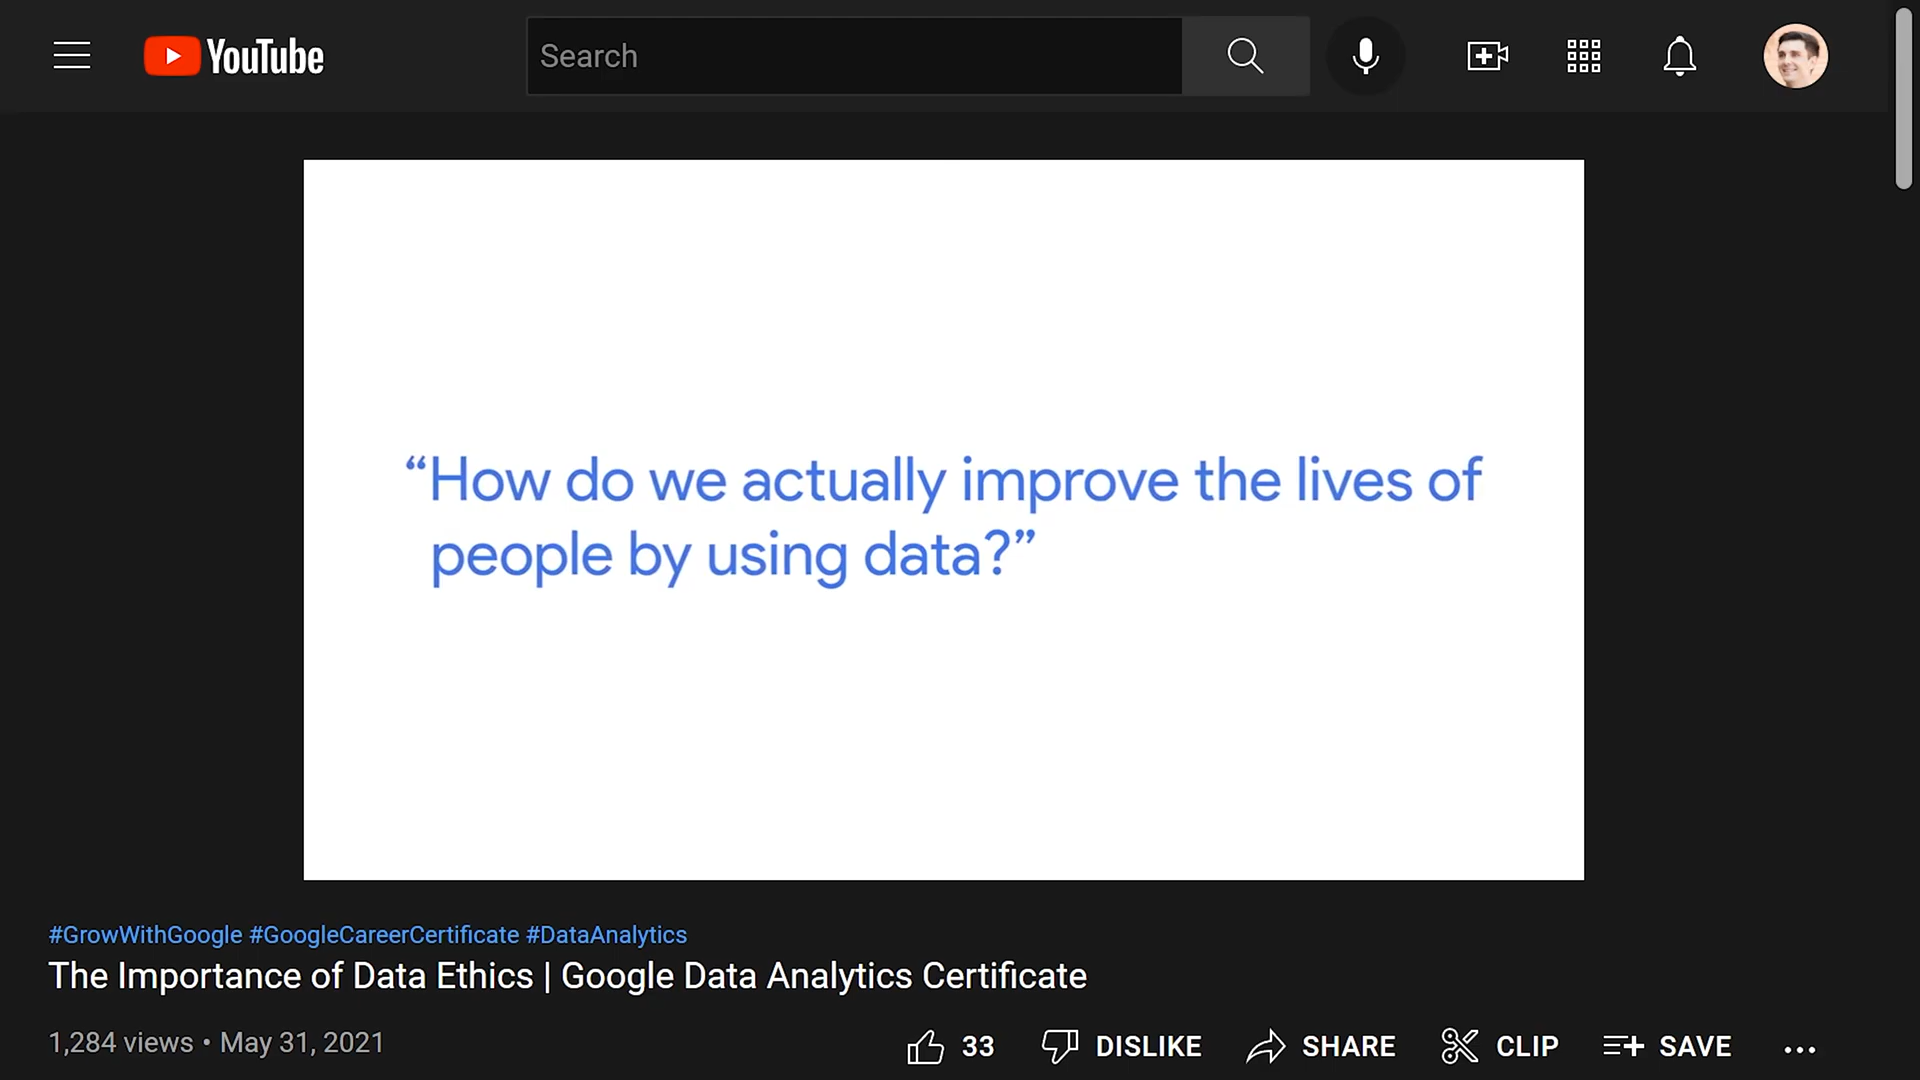 YouTube
Search
“How do we actually improve the lives of
people by using data?”
#GrowWithGoogle #GoogleCareerCertificate #DataAnalytics
The Importance of Data Ethics | Google Data Analytics Certificate
1,284 views • May 31, 2021
33 DISLIKE SHARE CLIP SAVE